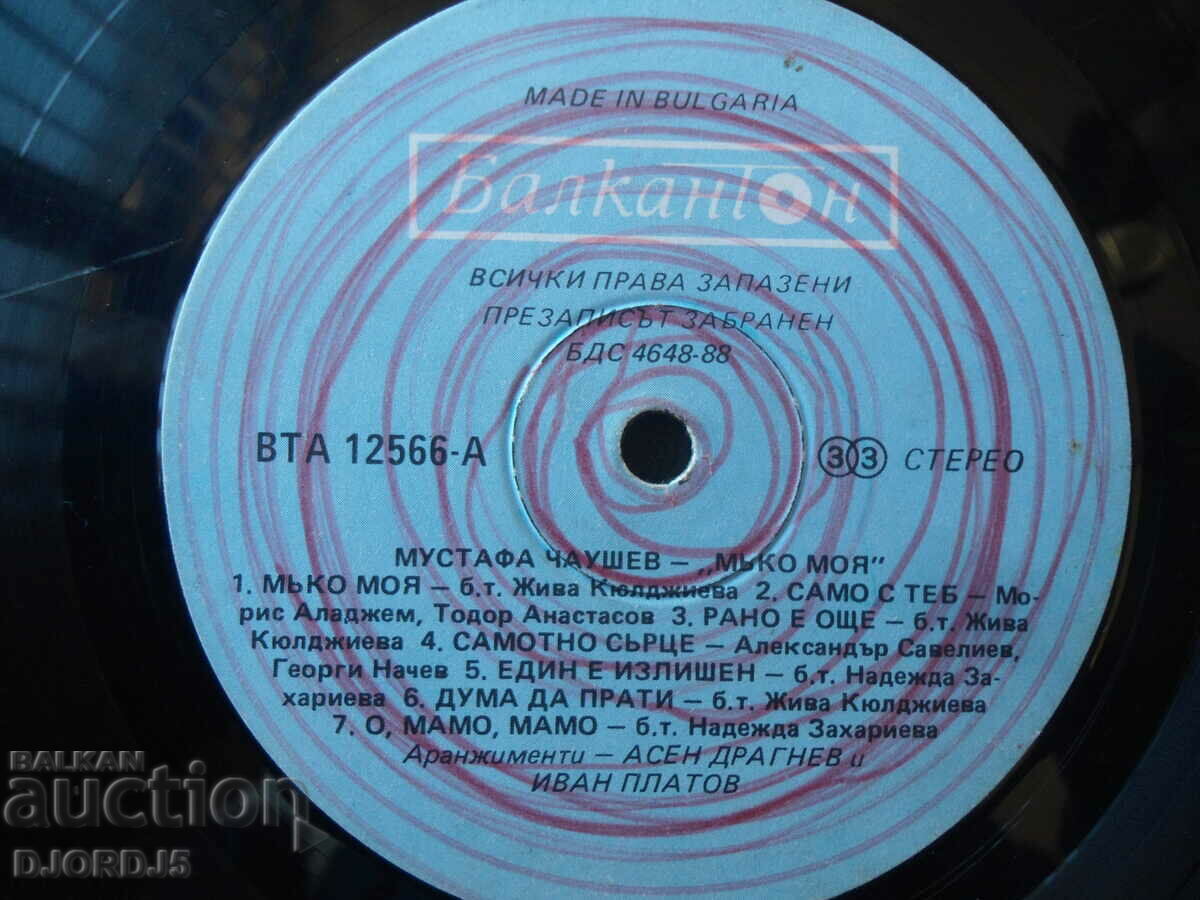 MADE IN BULGARIA
БалканТон
ВСИЧКИ ПРАВА ЗАПАЗЕНИ
ПРЕЗАПИСЪТ ЗАБРАНЕН
БДС 4648-88
ВТА 12566-А
33 СТЕРЕО
МУСТАФА ЧАУШЕВ – „МЪКО МОЯ"
1. МЪКО МОЯ – б.т. Жива Кюлджиева 2. САМО С ТЕБ – Мо-
рис Аладжем, Тодор Анастасов 3. РАНО Е ОЩЕ – б.т. Жива
Кюлджиева 4. САМОТНО СЪРЦЕ – Александър Савелиев,
Георги Начев 5. ЕДИН Е ИЗЛИШЕН – б.т. Надежда За-
хариева 6. ДУМА ДА ПРАТИ – б.т. Жива Кюлджиева
7. О, МАМО, МАМО – б.т. Надежда Захариева
Аранжименти – АСЕН ДРАГНЕВ и
ИВАН ПЛАТОВ
BALKAN
auction
DJORDJ5